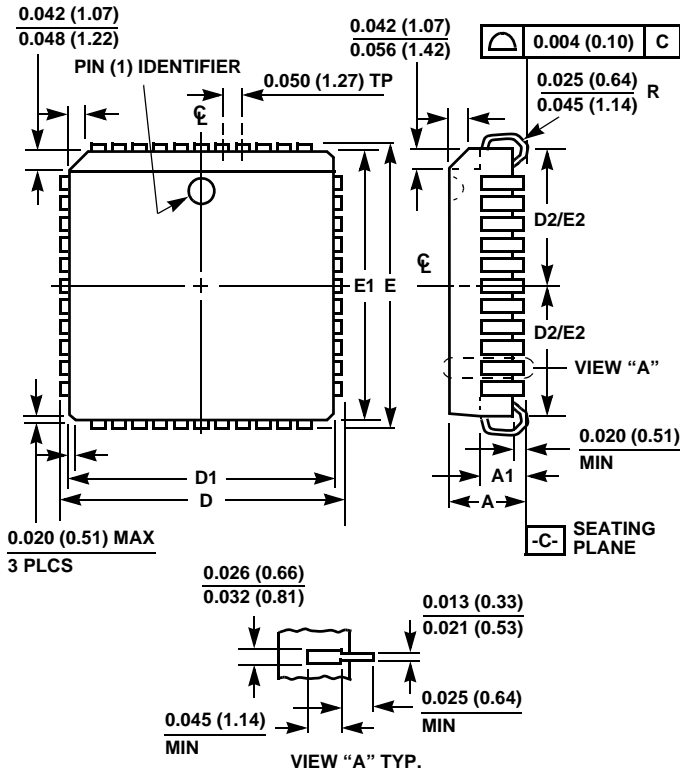 0.042 (1.07)
0.048 (1.22)
PIN (1) IDENTIFIER
0.050 (1.27) TP
0.042 (1.07)
0.056 (1.42)
0.004 (0.10) C
0.025 (0.64)
0.045 (1.14)
R
C
L
C
L
D2/E2
E1
E
D2/E2
VIEW “A”
0.020 (0.51)
MIN
A1
A
D1
D
0.020 (0.51) MAX
3 PLCS
-C-
SEATING
PLANE
0.026 (0.66)
0.032 (0.81)
0.013 (0.33)
0.021 (0.53)
0.025 (0.64)
MIN
0.045 (1.14)
MIN
VIEW “A” TYP.